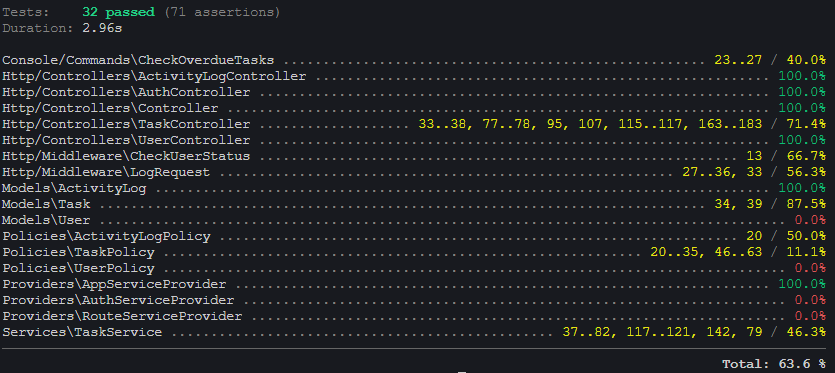 Tests:    32 passed (71 assertions)
Duration: 2.96s
Console/Commands\CheckOverdueTasks ........................................................ 23..27 / 40.0%
Http/Controllers\ActivityLogController ............................................................ 100.0%
Http/Controllers\AuthController ................................................................... 100.0%
Http/Controllers\Controller ....................................................................... 100.0%
Http/Controllers\TaskController ..................... 33..38, 77..78, 95, 107, 115..117, 163..183 / 71.4%
Http/Controllers\UserController ................................................................... 100.0%
Http/Middleware\CheckUserStatus ............................................................... 13 / 66.7%
Http/Middleware\LogRequest ............................................................ 27..36, 33 / 56.3%
Models\ActivityLog ................................................................................ 100.0%
Models\Task ............................................................................... 34, 39 / 87.5%
Models\User ......................................................................................... 0.0%
Policies\ActivityLogPolicy .................................................................... 20 / 50.0%
Policies\TaskPolicy ............................................................... 20..35, 46..63 / 11.1%
Policies\UserPolicy ................................................................................. 0.0%
Providers\AppServiceProvider ...................................................................... 100.0%
Providers\AuthServiceProvider ....................................................................... 0.0%
Providers\RouteServiceProvider ...................................................................... 0.0%
Services\TaskService .................................................. 37..82, 117..121, 142, 79 / 46.3%
Total: 63.6 %